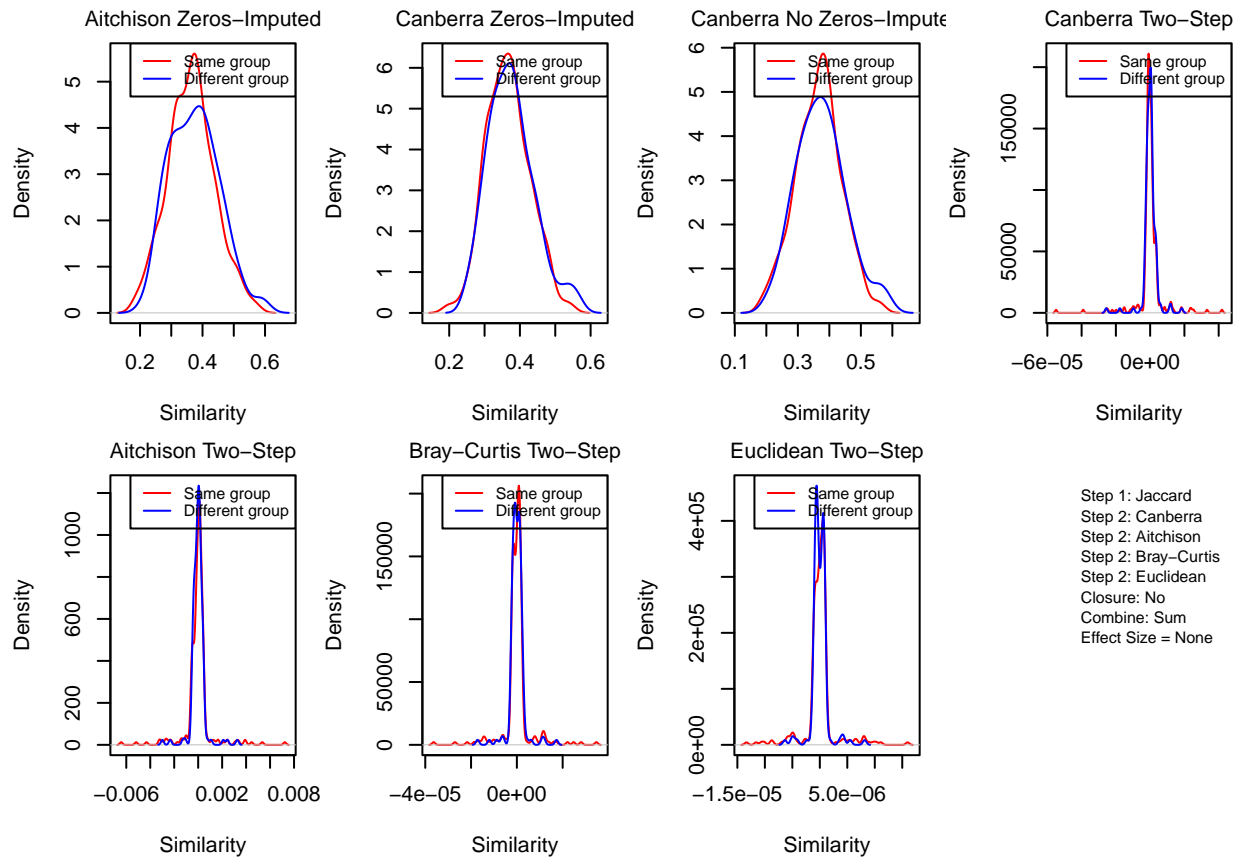 Aitchison Zeros−Imputed
Same group
Different group
Density
0 1 2 3 4 5
0.2 0.4 0.6
Similarity
Canberra Zeros−Imputed
Same group
Different group
Density
0 1 2 3 4 5 6
0.2 0.4 0.6
Similarity
Canberra No Zeros−Impute
Same group
Different group
Density
0 1 2 3 4 5 6
0.1 0.3 0.5
Similarity
Canberra Two−Step
Same group
Different group
Density
0 50000 150000
−6e−05 0e+00
Similarity
Aitchison Two−Step
Same group
Different group
Density
0 200 600 1000
−0.006 0.002 0.008
Similarity
Bray−Curtis Two−Step
Same group
Different group
Density
0 50000 150000
−4e−05 0e+00
Similarity
Euclidean Two−Step
Same group
Different group
Density
0e+00 2e+05 4e+05
−1.5e−05 5.0e−06
Similarity
Step 1: Jaccard
Step 2: Canberra
Step 2: Aitchison
Step 2: Bray−Curtis
Step 2: Euclidean
Closure: No
Combine: Sum
Effect Size = None